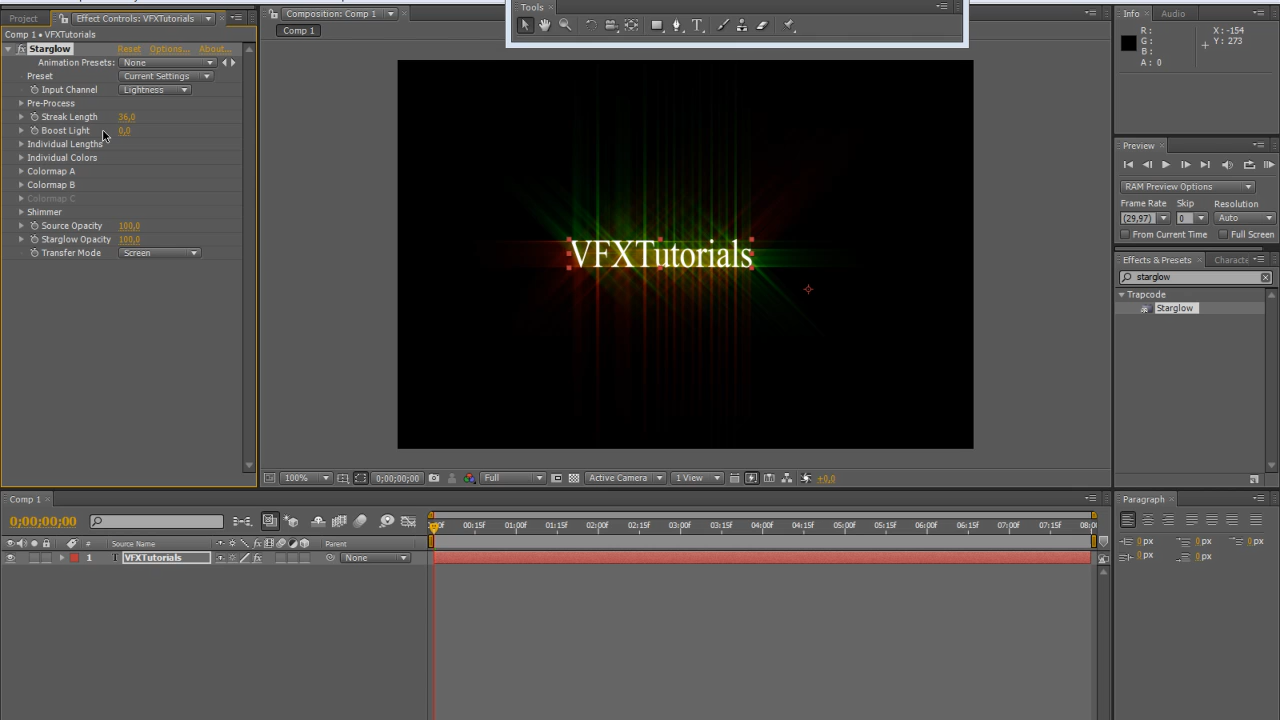 Tools
Project
Effect Controls: VFXTutorials
Composition: Comp 1
Info
Audio
Comp 1 • VFXTutorials
Comp 1
R :
G :
B :
A : 0
X : -154
Y : 273
fx Starglow
Reset
Options...
About...
Animation Presets:
None
Preset
Current Settings
Input Channel
Lightness
Pre-Process
Streak Length
36,0
Boost Light
0,0
Individual Lengths
Individual Colors
Colormap A
Colormap B
Colormap C
Shimmer
Source Opacity
100,0
Starglow Opacity
100,0
Transfer Mode
Screen
VFXTutorials
Preview
RAM Preview Options
Frame Rate
Skip
Resolution
(29,97)
0
Auto
From Current Time
Full Screen
Effects & Presets
Characte
starglow
Trapcode
Starglow
100%
0;00;00;00
Full
Active Camera
1 View
+0,0
Comp 1
Paragraph
0;00;00;00
00:15f
01:00f
01:15f
02:00f
02:15f
03:00f
03:15f
04:00f
04:15f
05:00f
05:15f
06:00f
06:15f
07:00f
07:15f
08:0
#
Source Name
Parent
1
T
VFXTutorials
None
0 px
0 px
0 px
0 px
0 px